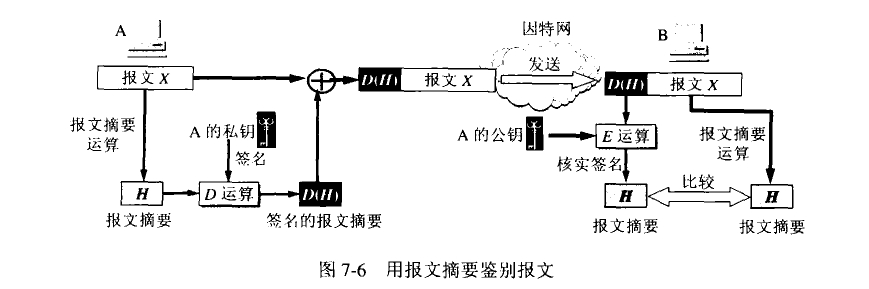 因特网
A
B
发送
报文 X
D(H)
报文 X
D(H)
报文 X
报文摘要
运算
A 的私钥
签名
A 的公钥
E 运算
核实签名
报文摘要
运算
H
D 运算
D(H)
H
比较
H
报文摘要
签名的报文摘要
报文摘要
报文摘要
图 7-6 用报文摘要鉴别报文